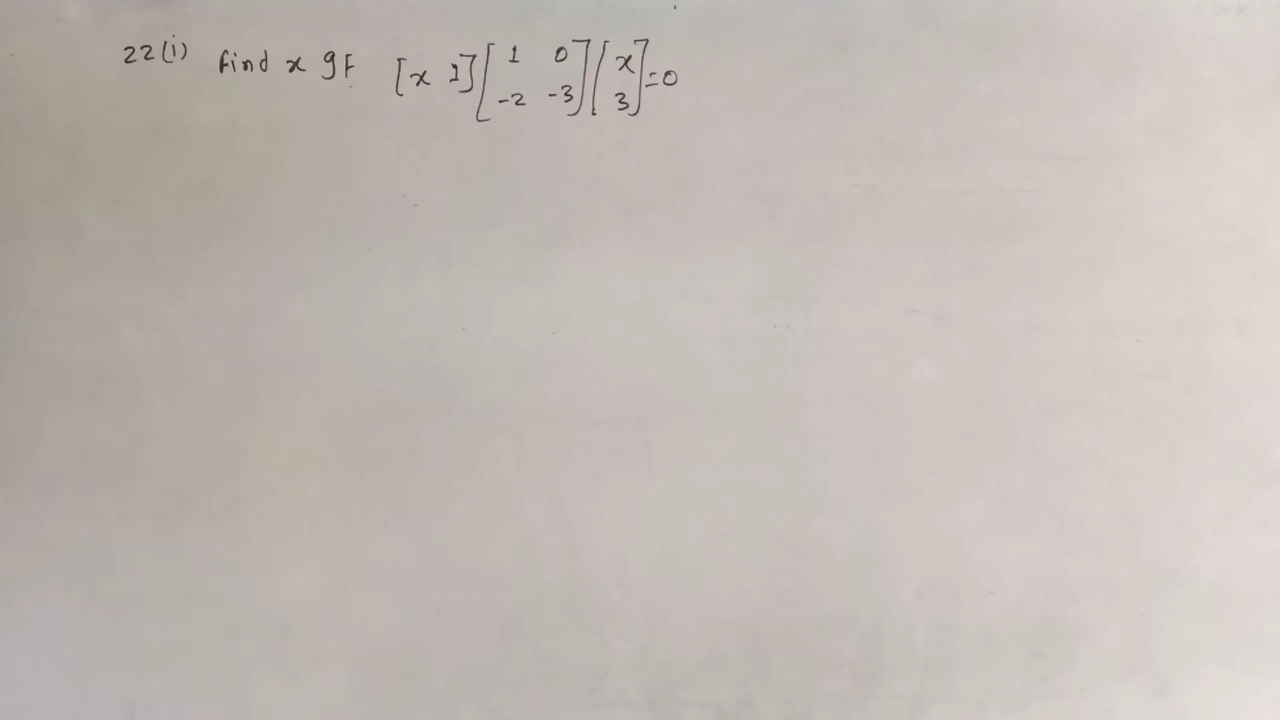 22(i) find x If [x 1] [1 0 -2 -3] [x 3] = 0